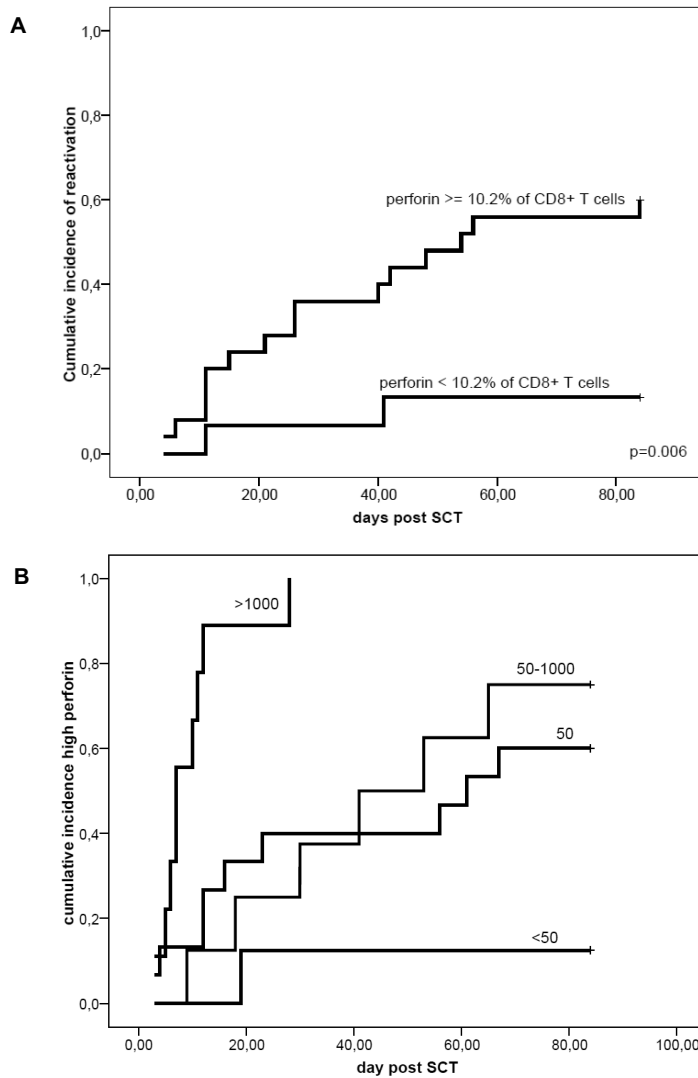 A
Cumulative incidence of reactivation
1,0
0,8
0,6
0,4
0,2
0,0
perforin >= 10.2% of CD8+ T cells
perforin < 10.2% of CD8+ T cells
p=0.006
0,00 20,00 40,00 60,00 80,00
days post SCT
B
cumulative incidence high perforin
1,0
0,8
0,6
0,4
0,2
0,0
>1000
50-1000
50
<50
0,00 20,00 40,00 60,00 80,00 100,00
day post SCT